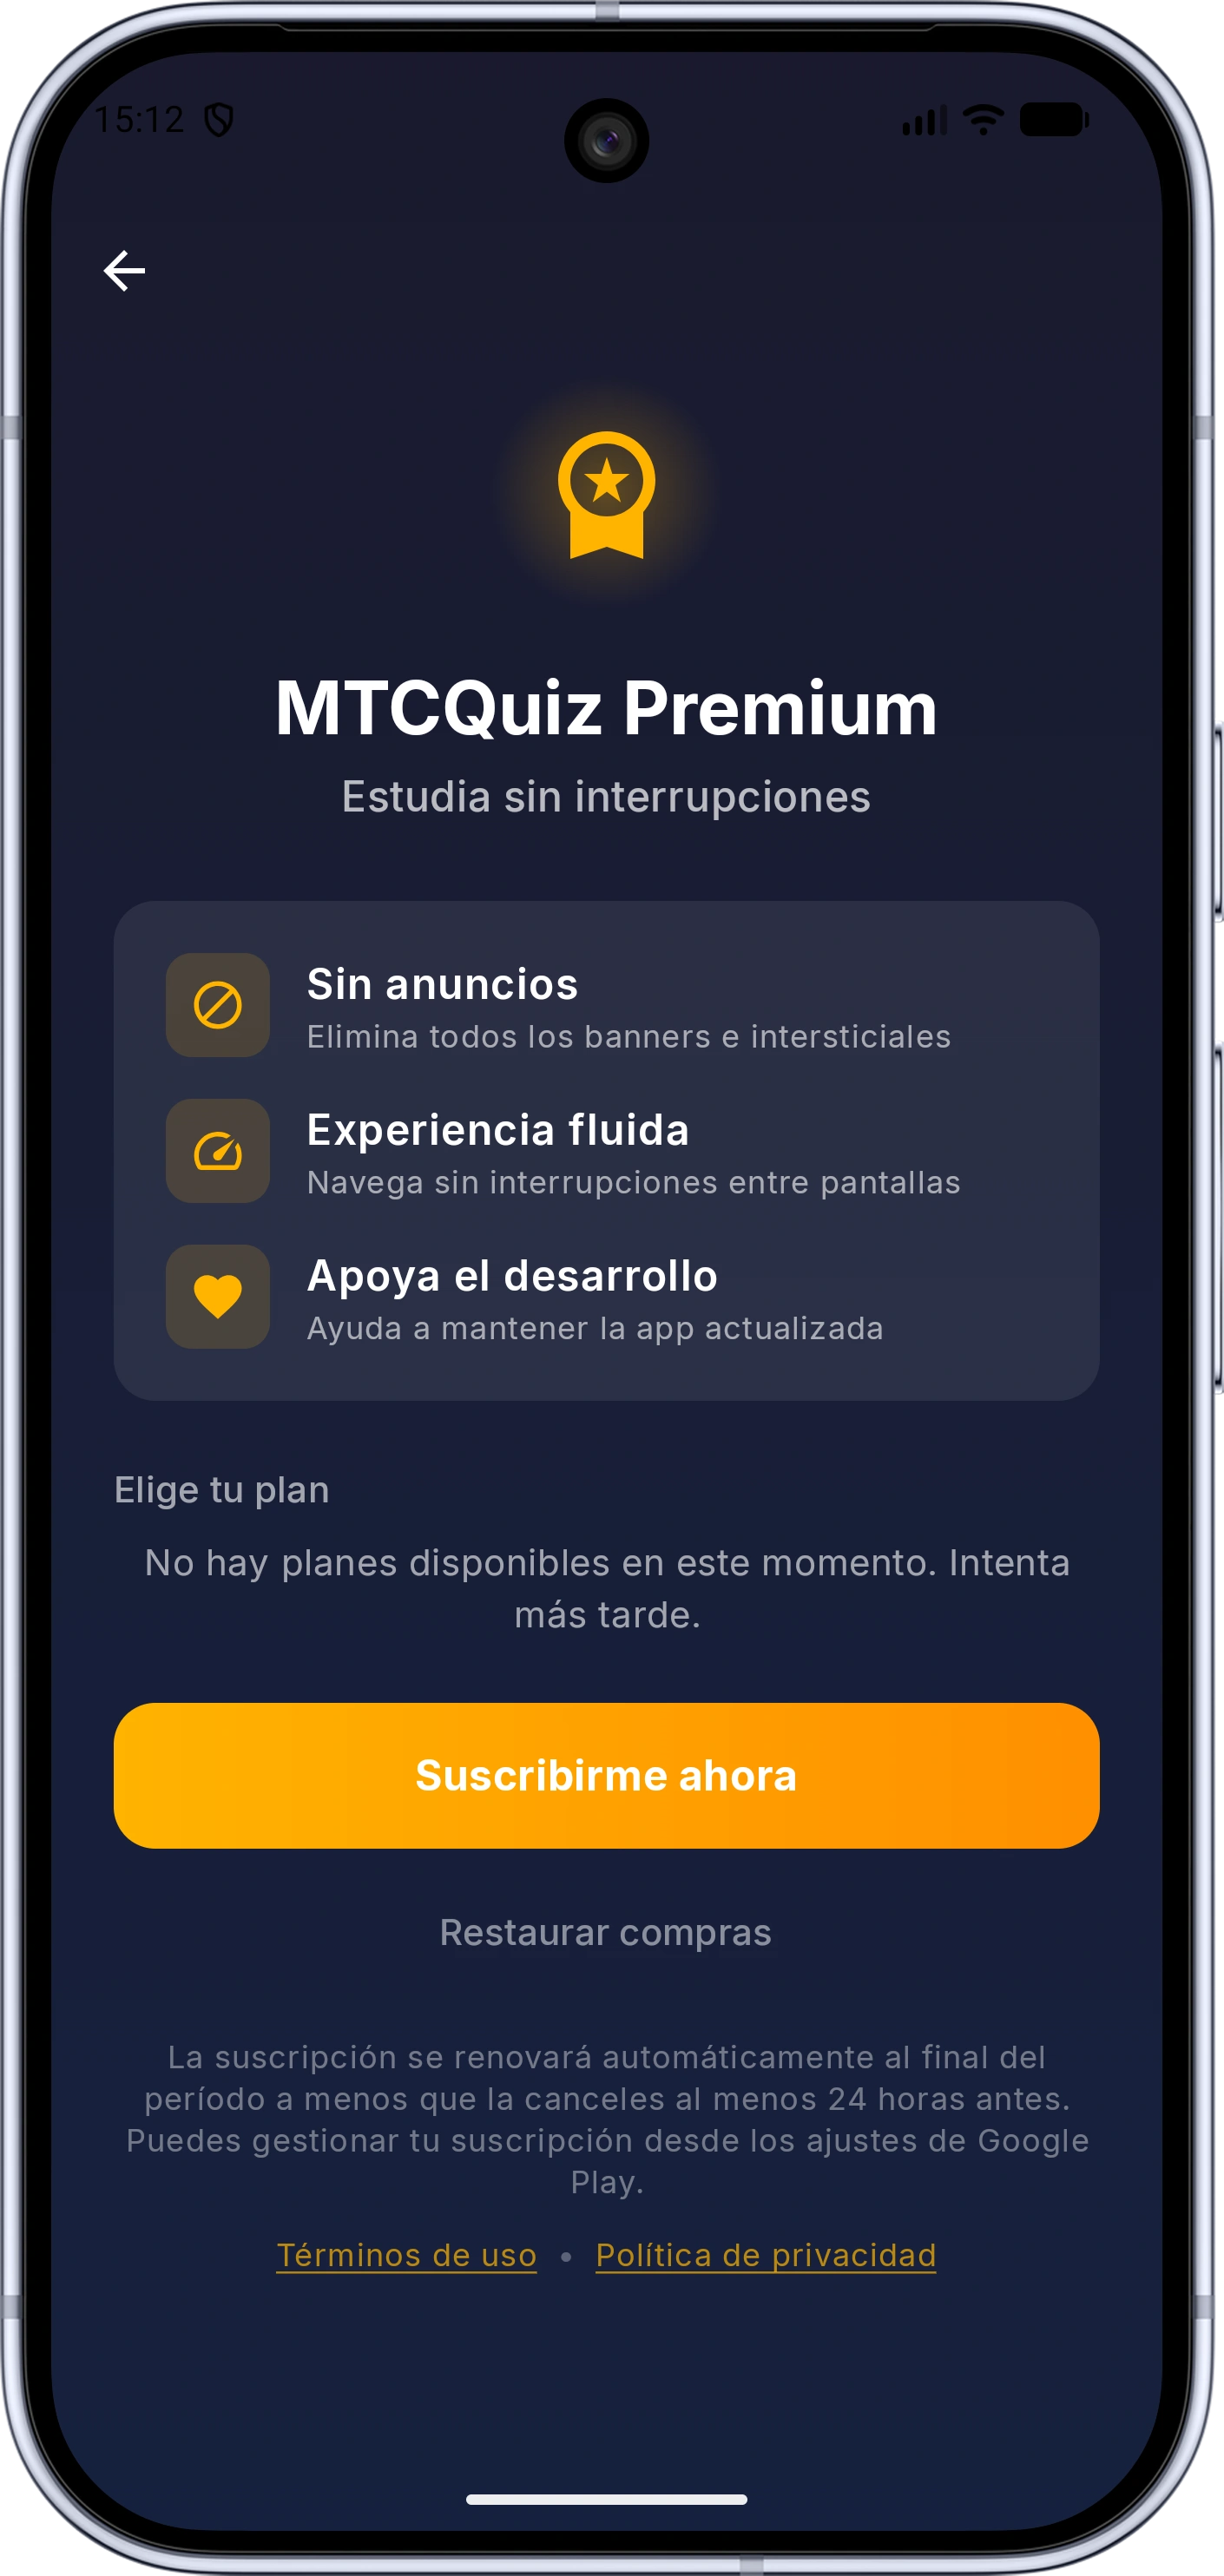 15:12
MTCQuiz Premium
Estudia sin interrupciones
Sin anuncios
Elimina todos los banners e intersticiales
Experiencia fluida
Navega sin interrupciones entre pantallas
Apoya el desarrollo
Ayuda a mantener la app actualizada
Elige tu plan
No hay planes disponibles en este momento. Intenta
más tarde.
Suscribirme ahora
Restaurar compras
La suscripción se renovará automáticamente al final del
período a menos que la canceles al menos 24 horas antes.
Puedes gestionar tu suscripción desde los ajustes de Google
Play.
Términos de uso • Política de privacidad